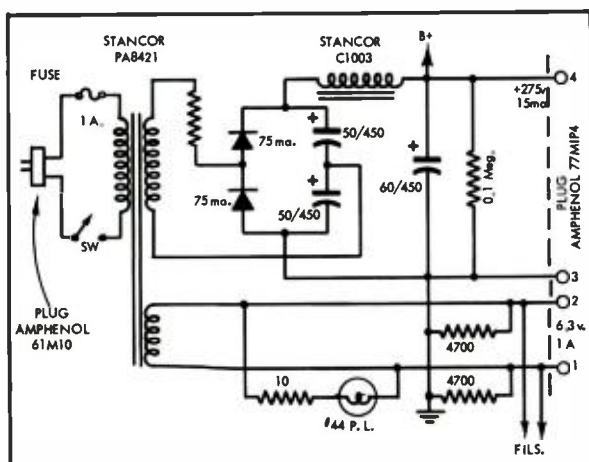 STANCOR
PA8421
STANCOR
C1003
B+
FUSE
1 A.
+275v
15ma
4
75 ma.
+
50/450
+
60/450
0.1 Meg.
PLUG
AMPHENOL 77MIP4
75 ma.
+
50/450
SW
3
PLUG
AMPHENOL
61M10
2
4700
6.3 v.
1 A
10
4700
1
#44 P. L.
FILS.